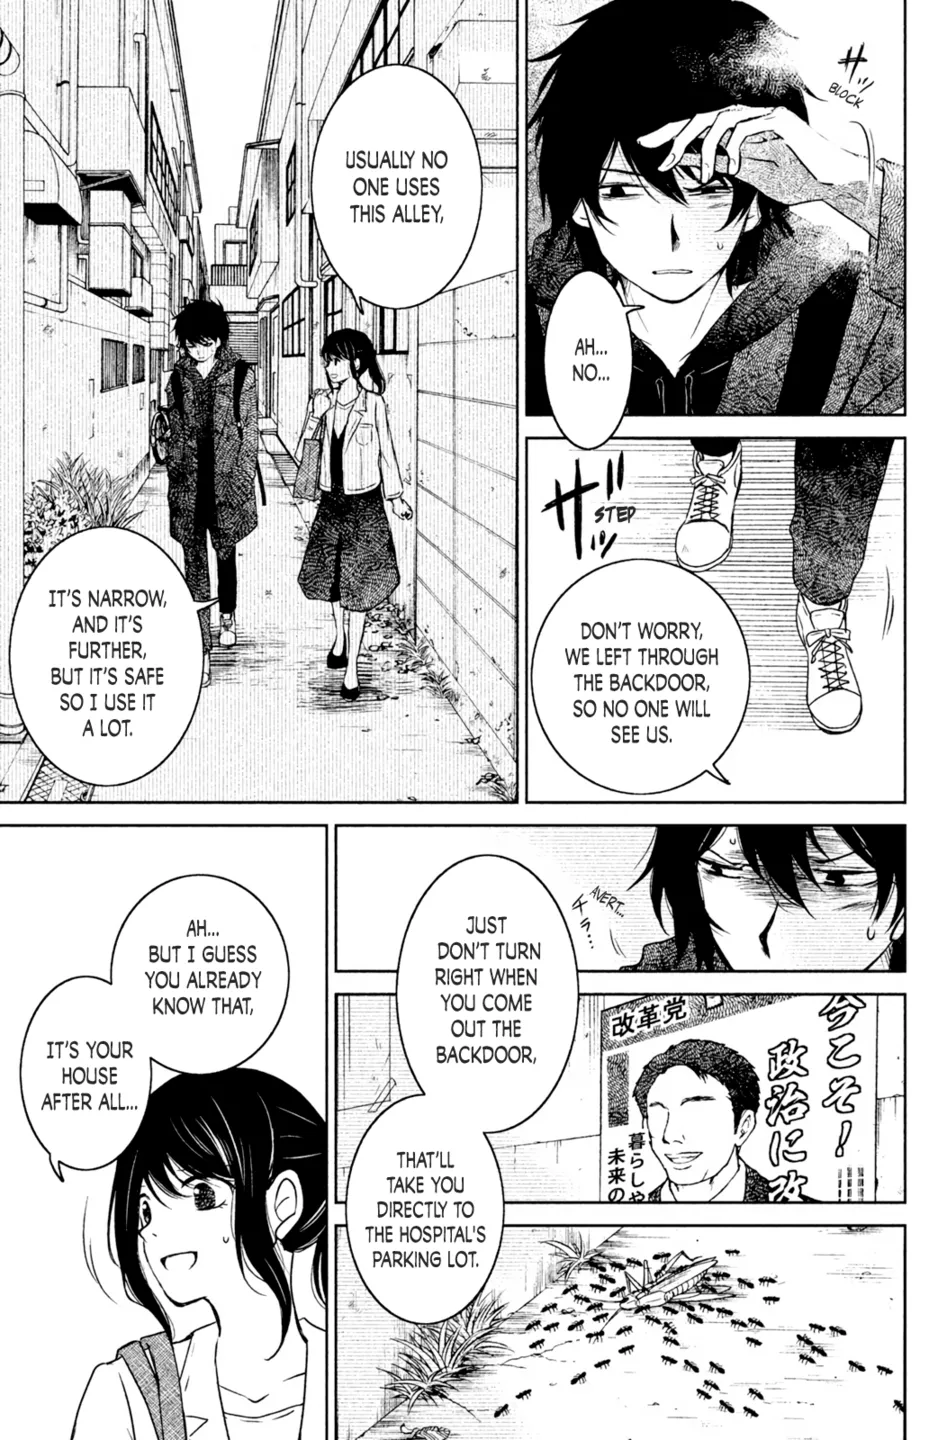 ザッ
BLOCK
AH...
NO...
ザッ
STEP
DON'T WORRY,
WE LEFT THROUGH
THE BACKDOOR,
SO NO ONE WILL
SEE US.
USUALLY NO
ONE USES
THIS ALLEY,
IT'S NARROW,
AND IT'S
FURTHER,
BUT IT'S SAFE
SO I USE IT
A LOT.
AVERT...
チラ...
改革党
今こそ!
政治に改
暮らしや
未来の
JUST
DON'T TURN
RIGHT WHEN
YOU COME
OUT THE
BACKDOOR,
THAT'LL
TAKE YOU
DIRECTLY TO
THE HOSPITAL'S
PARKING LOT.
AH...
BUT I GUESS
YOU ALREADY
KNOW THAT,
IT'S YOUR
HOUSE
AFTER ALL...